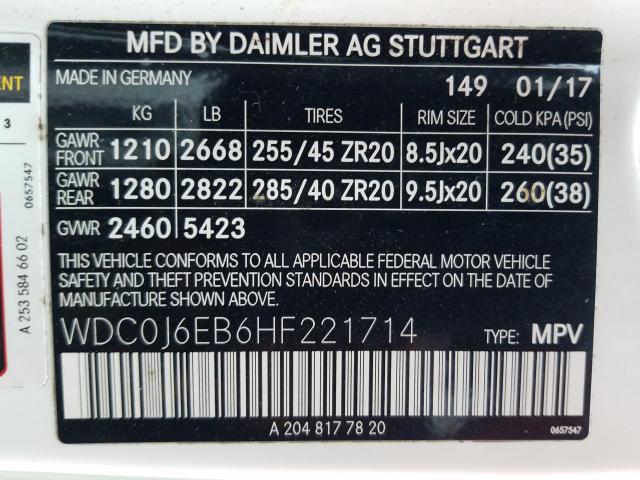 MFD BY DAIMLER AG STUTTGART
MADE IN GERMANY 149 01/17
KG LB TIRES RIM SIZE COLD KPA(PSI)
GAWR FRONT 1210 2668 255/45 ZR20 8.5Jx20 240(35)
GAWR REAR 1280 2822 285/40 ZR20 9.5Jx20 260(38)
GVWR 2460 5423
THIS VEHICLE CONFORMS TO ALL APPLICABLE FEDERAL MOTOR VEHICLE
SAFETY AND THEFT PREVENTION STANDARDS IN EFFECT ON THE DATE OF
MANUFACTURE SHOWN ABOVE.
WDC0J6EB6HF221714 TYPE: MPV
A 204 817 78 20
0657547
ENT
3
0657547
A 253 584 66 02